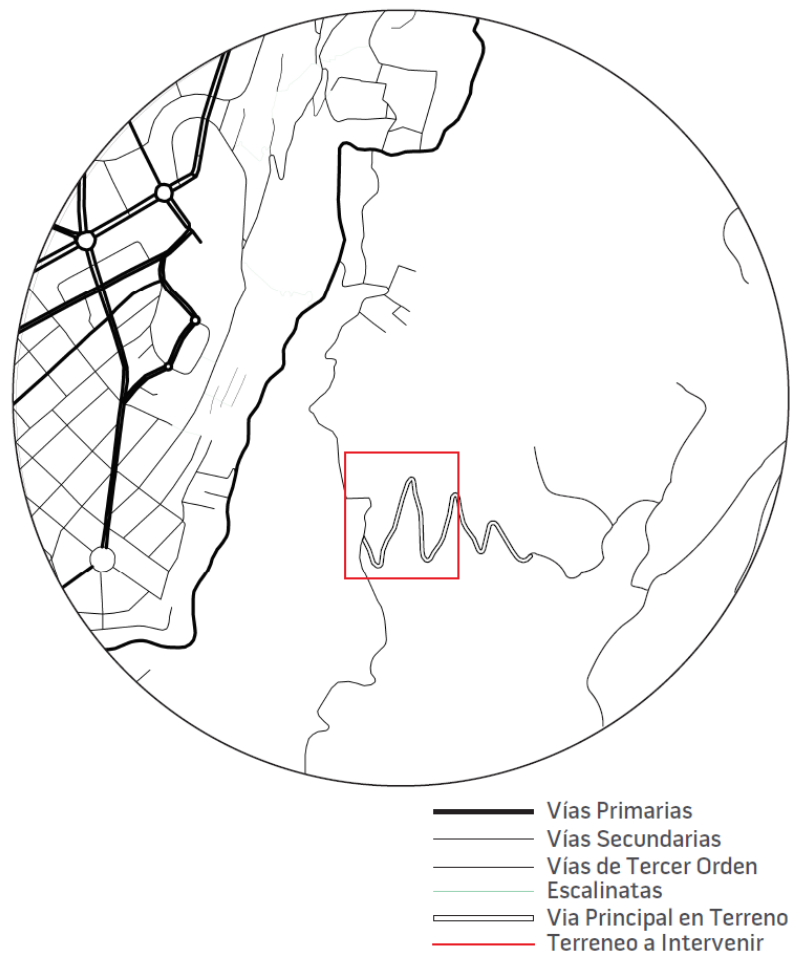 Vías Primarias
Vías Secundarias
Vías de Tercer Orden
Escalinatas
Via Principal en Terreno
Terreneo a Intervenir